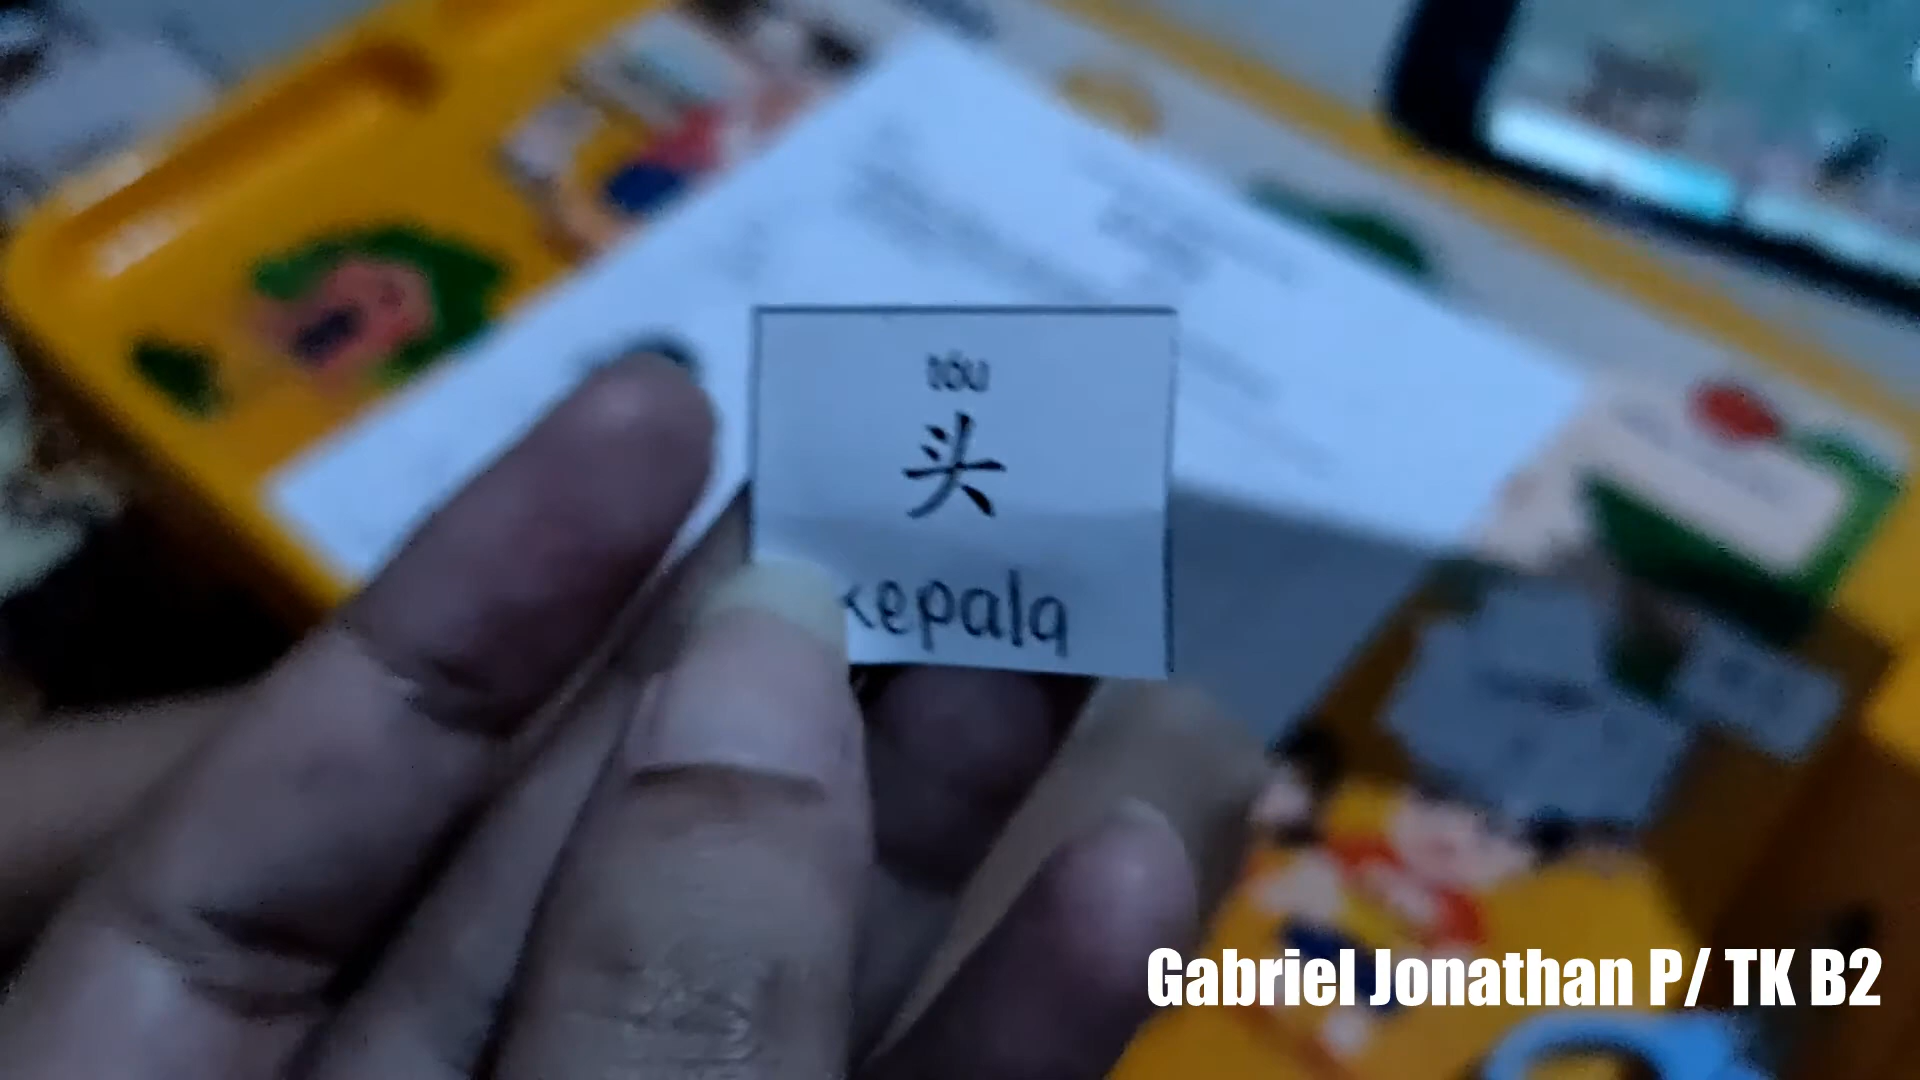 tóu
头
kepala
Gabriel Jonathan P/ TK B2